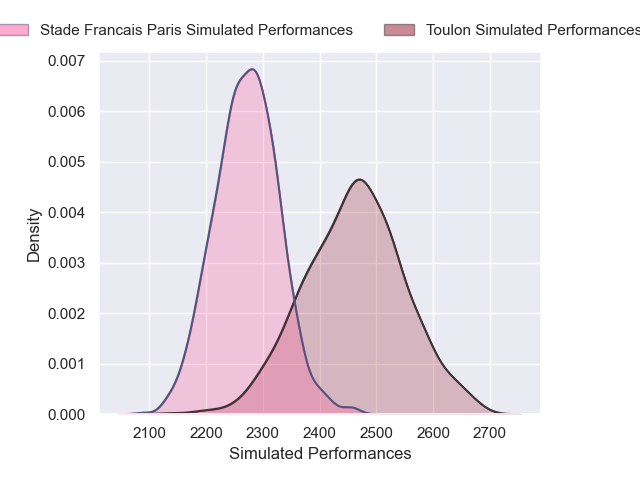 Stade Francais Paris Simulated Performances Toulon Simulated Performances
0.007
0.006
0.005
0.004
0.003
0.002
0.001
0.000
Density
2100 2200 2300 2400 2500 2600 2700
Simulated Performances